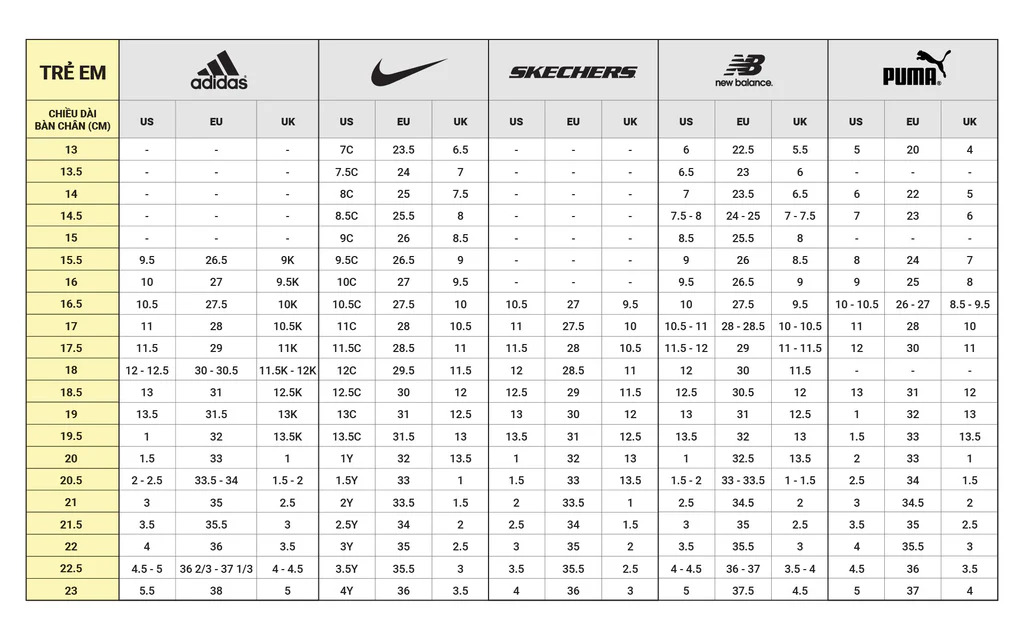 TRẺ EM adidas SKECHERS new balance. PUMA
CHIỀU DÀI
BÀN CHÂN (CM) US EU UK US EU UK US EU UK US EU UK US EU UK
13 - - - 7C 23.5 6.5 - - - 6 22.5 5.5 5 20 4
13.5 - - - 7.5C 24 7 - - - 6.5 23 6 - - -
14 - - - 8C 25 7.5 - - - 7 23.5 6.5 6 22 5
14.5 - - - 8.5C 25.5 8 - - - 7.5 - 8 24 - 25 7 - 7.5 7 23 6
15 - - - 9C 26 8.5 - - - 8.5 25.5 8 - - -
15.5 9.5 26.5 9K 9.5C 26.5 9 - - - 9 26 8.5 8 24 7
16 10 27 9.5K 10C 27 9.5 - - - 9.5 26.5 9 9 25 8
16.5 10.5 27.5 10K 10.5C 27.5 10 10.5 27 9.5 10 27.5 9.5 10 - 10.5 26 - 27 8.5 - 9.5
17 11 28 10.5K 11C 28 10.5 11 27.5 10 10.5 - 11 28 - 28.5 10 - 10.5 11 28 10
17.5 11.5 29 11K 11.5C 28.5 11 11.5 28 10.5 11.5 - 12 29 11 - 11.5 12 30 11
18 12 - 12.5 30 - 30.5 11.5K - 12K 12C 29.5 11.5 12 28.5 11 12 30 11.5 - - -
18.5 13 31 12.5K 12.5C 30 12 12.5 29 11.5 12.5 30.5 12 13 31 12
19 13.5 31.5 13K 13C 31 12.5 13 30 12 13 31 12.5 1 32 13
19.5 1 32 13.5K 13.5C 31.5 13 13.5 31 12.5 13.5 32 13 1.5 33 13.5
20 1.5 33 1 1Y 32 13.5 1 32 13 1 32.5 13.5 2 33 1
20.5 2 - 2.5 33.5 - 34 1.5 - 2 1.5Y 33 1 1.5 33 13.5 1.5 - 2 33 - 33.5 1 - 1.5 2.5 34 1.5
21 3 35 2.5 2Y 33.5 1.5 2 33.5 1 2.5 34.5 2 3 34.5 2
21.5 3.5 35.5 3 2.5Y 34 2 2.5 34 1.5 3 35 2.5 3.5 35 2.5
22 4 36 3.5 3Y 35 2.5 3 35 2 3.5 35.5 3 4 35.5 3
22.5 4.5 - 5 36 2/3 - 37 1/3 4 - 4.5 3.5Y 35.5 3 3.5 35.5 2.5 4 - 4.5 36 - 37 3.5 - 4 4.5 36 3.5
23 5.5 38 5 4Y 36 3.5 4 36 3 5 37.5 4.5 5 37 4